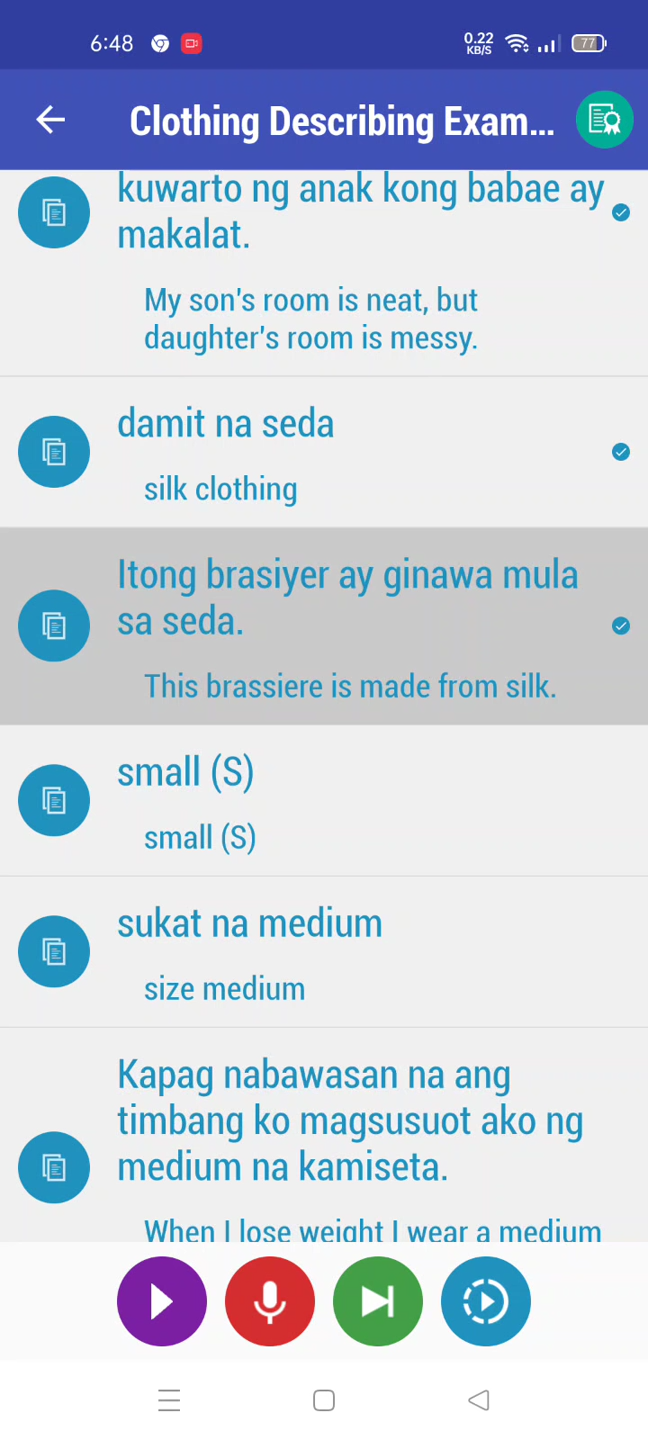 6:48
0.22
KB/S
77
Clothing Describing Exam...
kuwarto ng anak kong babae ay
makalat.
My son's room is neat, but
daughter's room is messy.
damit na seda
silk clothing
Itong brasiyer ay ginawa mula
sa seda.
This brassiere is made from silk.
small (S)
small (S)
sukat na medium
size medium
Kapag nabawasan na ang
timbang ko magsusuot ako ng
medium na kamiseta.
When I lose weight I wear a medium